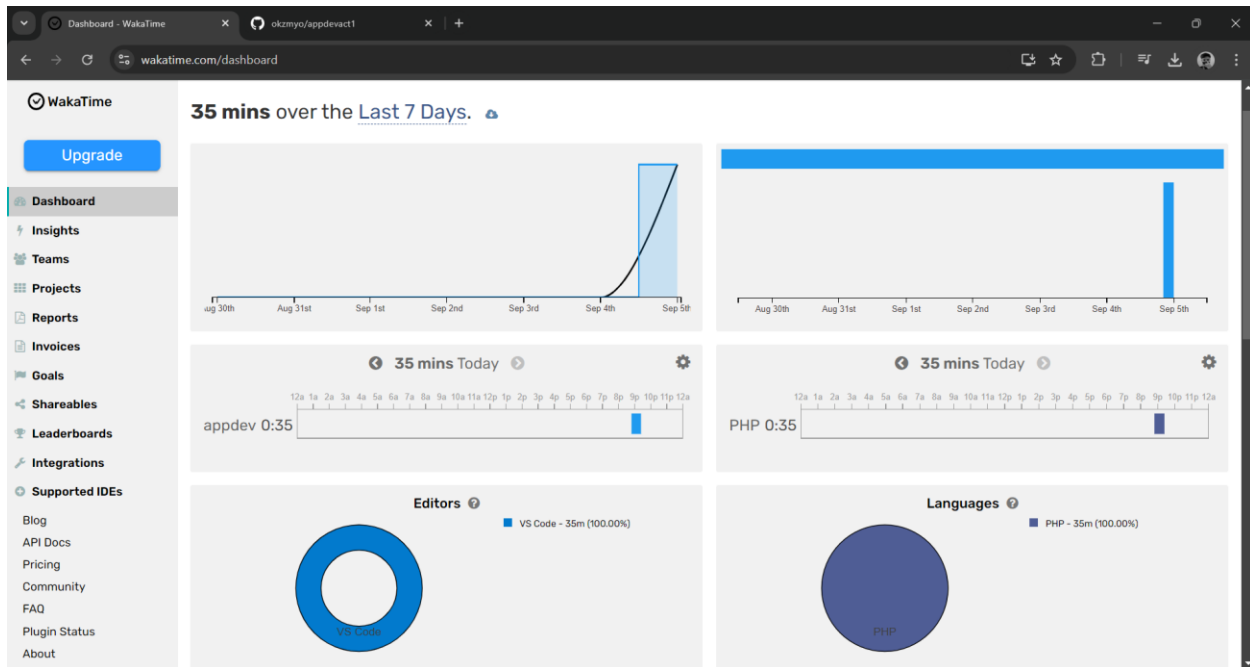 Dashboard - WakaTime
okzmyo/appdevact1
wakatime.com/dashboard
WakaTime
Upgrade
Dashboard
Insights
Teams
Projects
Reports
Invoices
Goals
Shareables
Leaderboards
Integrations
Supported IDEs
Blog
API Docs
Pricing
Community
FAQ
Plugin Status
About
35 mins over the Last 7 Days.
30th Aug 31st Sep 1st Sep 2nd Sep 3rd Sep 4th Sep 5th
Aug 30th Aug 31st Sep 1st Sep 2nd Sep 3rd Sep 4th Sep 5th
35 mins Today
12a 1a 2a 3a 4a 5a 6a 7a 8a 9a 10a 11a 12p 1p 2p 3p 4p 5p 6p 7p 8p 9p 10p 11p 12a
appdev 0:35
35 mins Today
12a 1a 2a 3a 4a 5a 6a 7a 8a 9a 10a 11a 12p 1p 2p 3p 4p 5p 6p 7p 8p 9p 10p 11p 12a
PHP 0:35
Editors
VS Code - 35m (100.00%)
VS Code
Languages
PHP - 35m (100.00%)
PHP